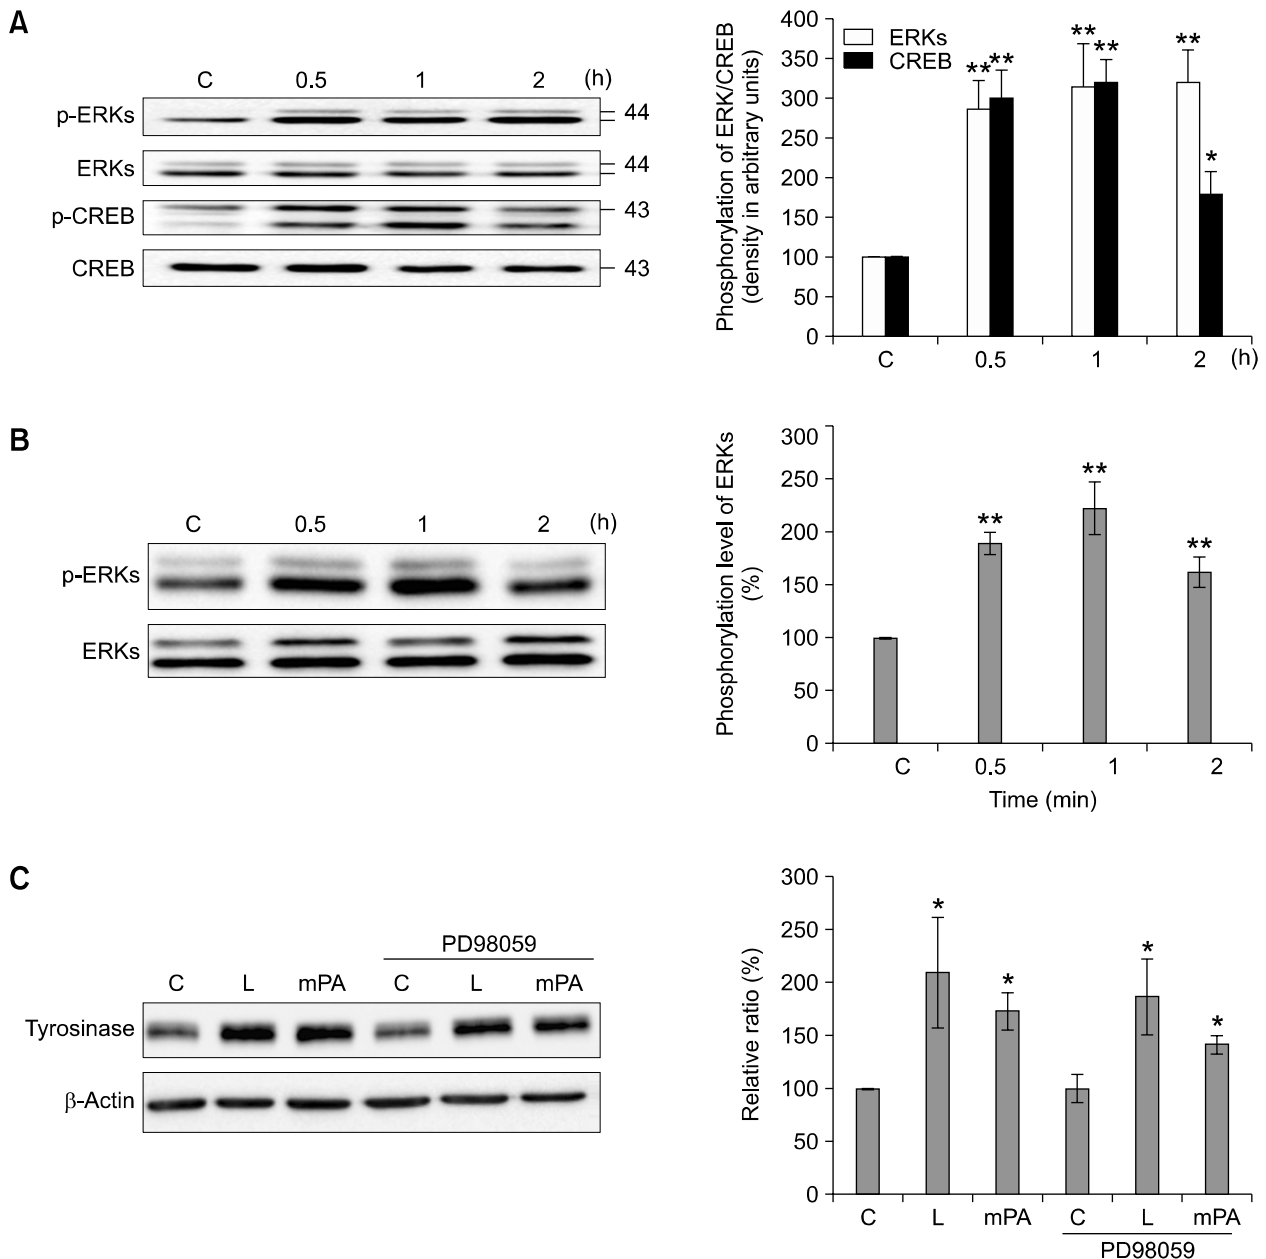 A
C 0.5 1 2 (h)
p-ERKs 44
ERKs 44
p-CREB 43
CREB 43
Phosphorylation of ERK/CREB
(density in arbitrary units)
400
350
300
250
200
150
100
50
0
ERKs
CREB
** ** ** ** ** *
C 0.5 1 2 (h)
B
C 0.5 1 2 (h)
p-ERKs
ERKs
Phosphorylation level of ERKs
(%)
300
250
200
150
100
50
0
** ** **
C 0.5 1 2
Time (min)
C
PD98059
C L mPA C L mPA
Tyrosinase
β-Actin
Relative ratio (%)
300
250
200
150
100
50
0
* * * *
C L mPA C L mPA
PD98059